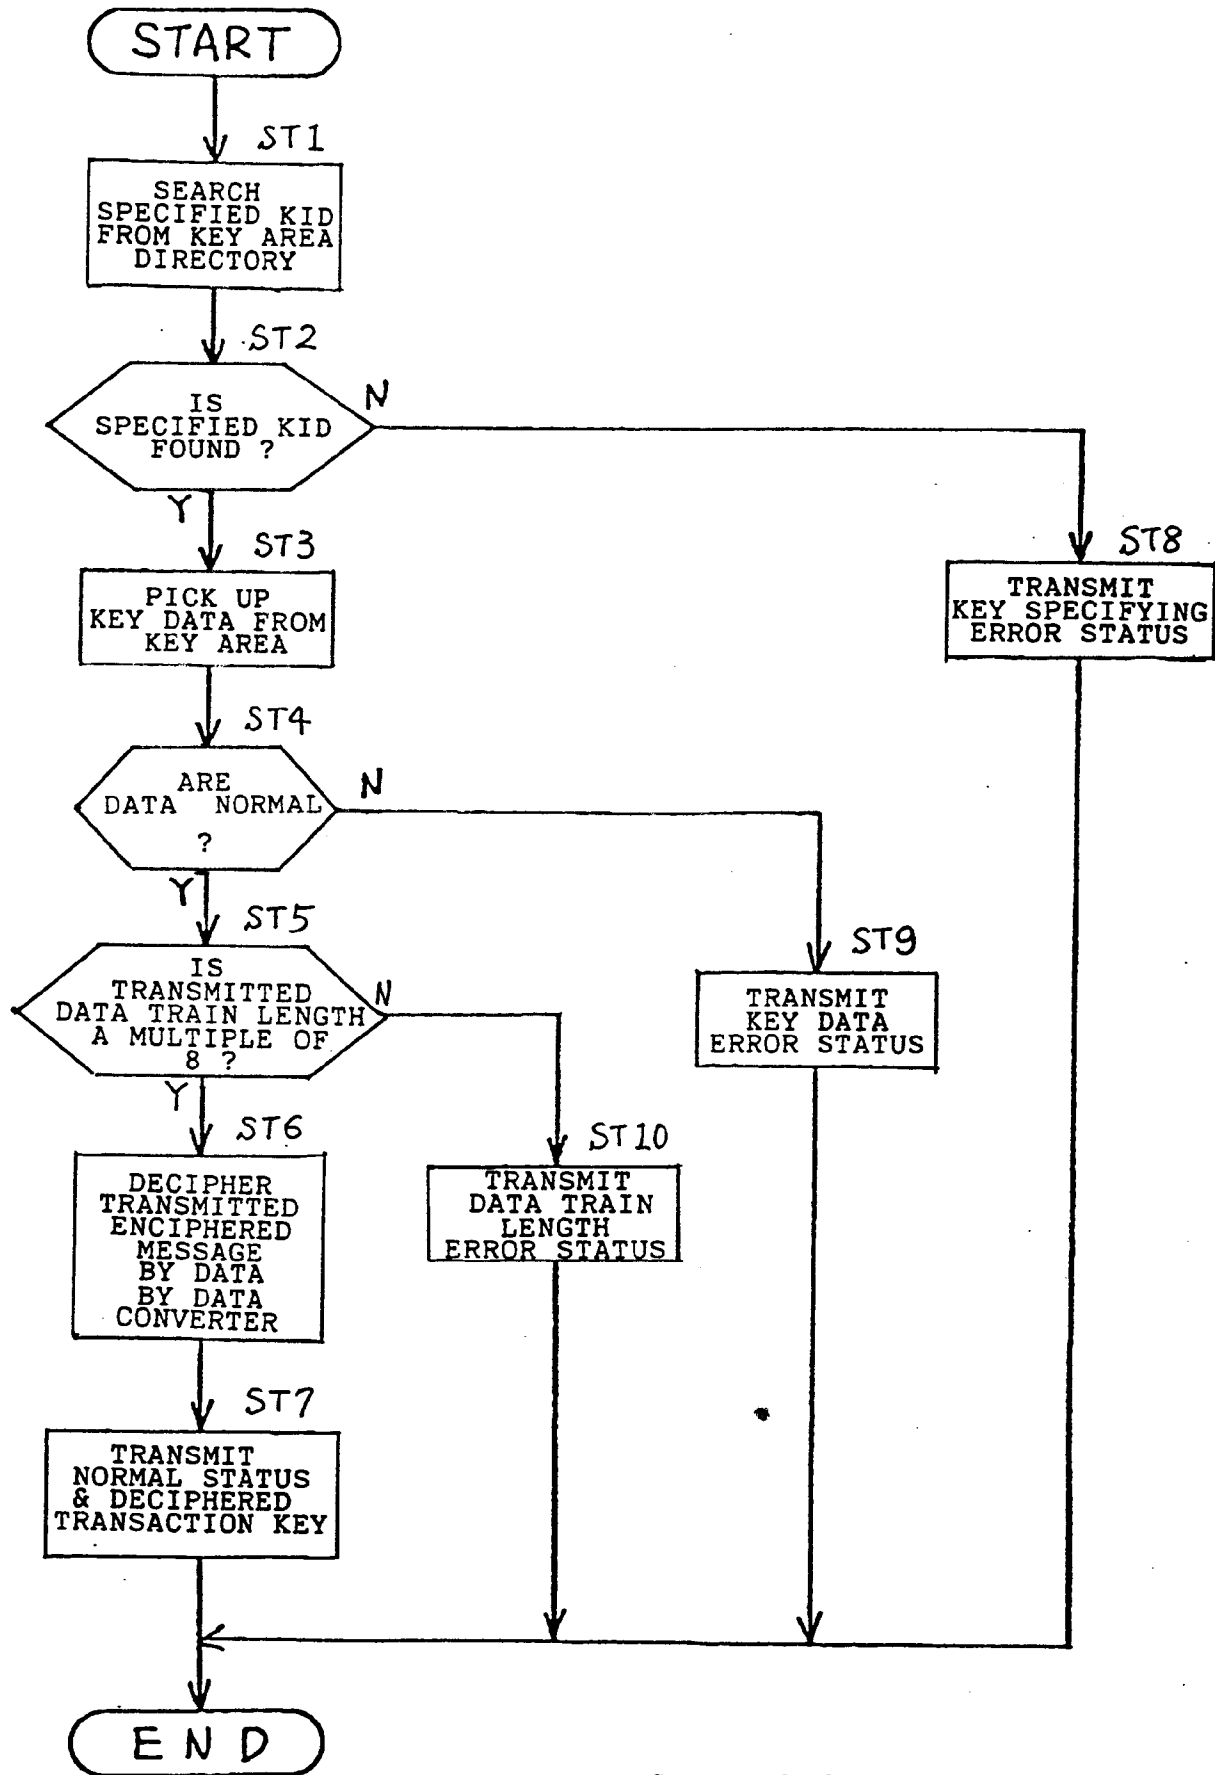 START
ST1
SEARCH
SPECIFIED KID
FROM KEY AREA
DIRECTORY
ST2
IS
SPECIFIED KID
FOUND ?
N
Y
ST3
PICK UP
KEY DATA FROM
KEY AREA
ST8
TRANSMIT
KEY SPECIFYING
ERROR STATUS
ST4
ARE
DATA NORMAL
?
N
Y
ST5
IS
TRANSMITTED
DATA TRAIN LENGTH
A MULTIPLE OF
8 ?
N
Y
ST9
TRANSMIT
KEY DATA
ERROR STATUS
ST6
DECIPHER
TRANSMITTED
ENCIPHERED
MESSAGE
BY DATA
BY DATA
CONVERTER
ST10
TRANSMIT
DATA TRAIN
LENGTH
ERROR STATUS
ST7
TRANSMIT
NORMAL STATUS
& DECIPHERED
TRANSACTION KEY
END